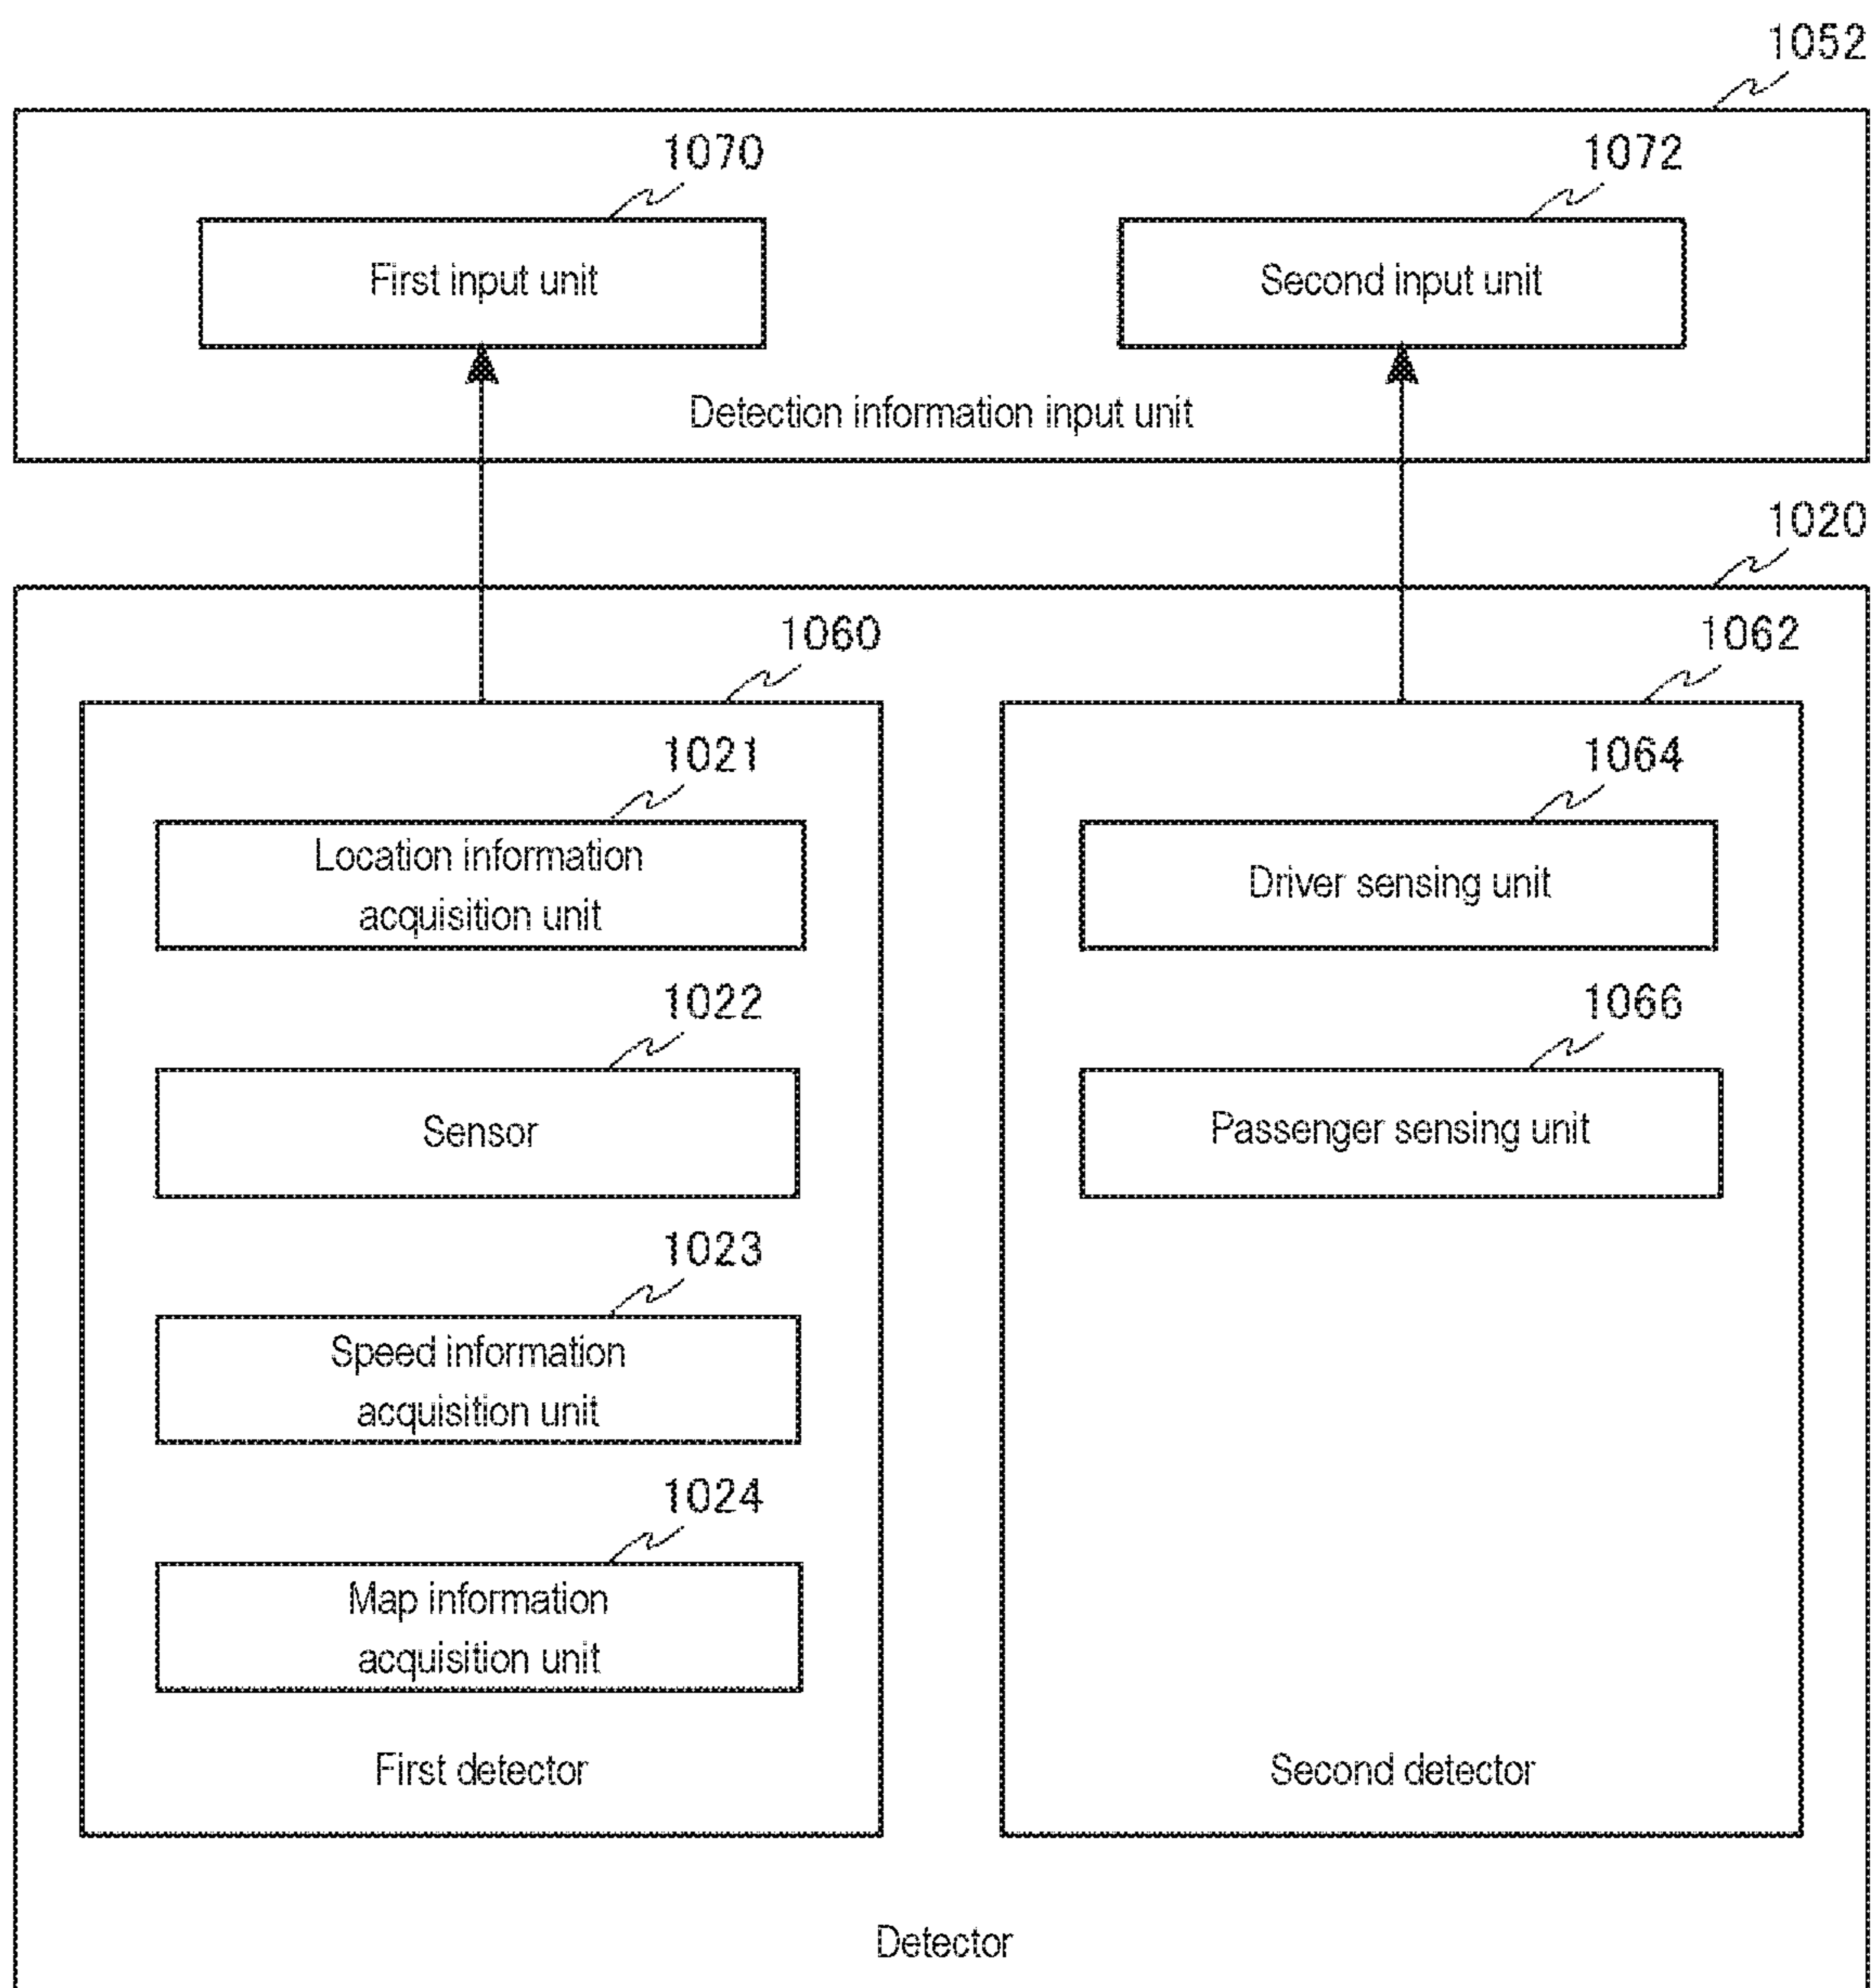 1052
1070
1072
First input unit
Second input unit
Detection information input unit
1020
1060
1062
1021
1064
Location information
acquisition unit
Driver sensing unit
1022
1066
Sensor
Passenger sensing unit
1023
Speed information
acquisition unit
1024
Map information
acquisition unit
First detector
Second detector
Detector